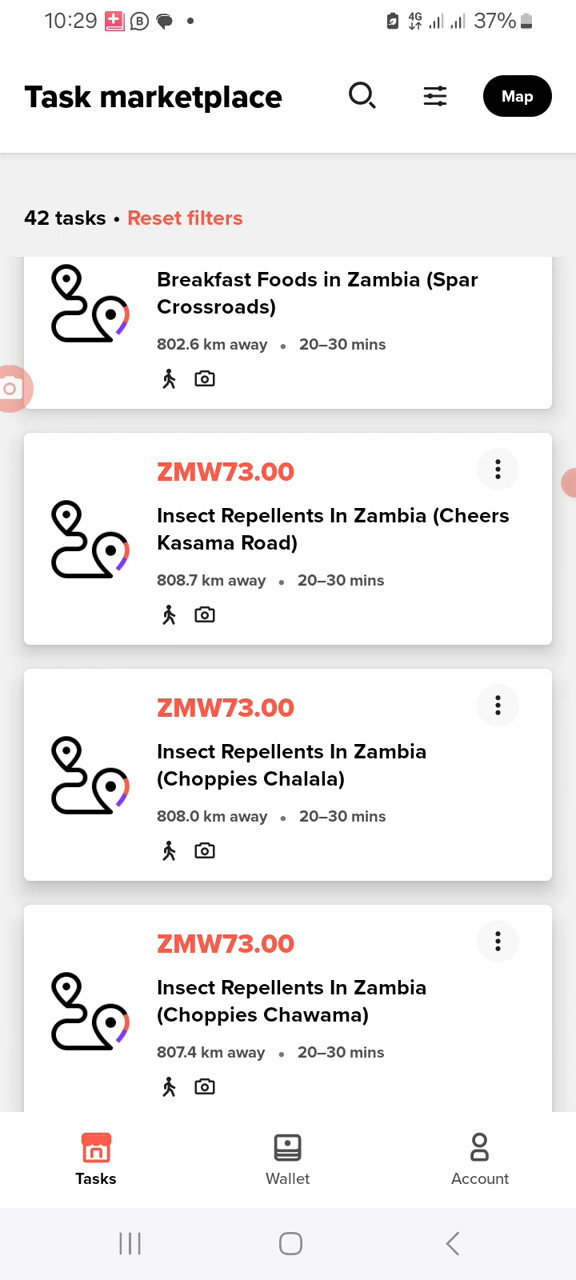 10:29 B 4G 37%
Task marketplace Map
42 tasks • Reset filters
Breakfast Foods in Zambia (Spar
Crossroads)
802.6 km away • 20–30 mins
ZMW73.00
Insect Repellents In Zambia (Cheers
Kasama Road)
808.7 km away • 20–30 mins
ZMW73.00
Insect Repellents In Zambia
(Choppies Chalala)
808.0 km away • 20–30 mins
ZMW73.00
Insect Repellents In Zambia
(Choppies Chawama)
807.4 km away • 20–30 mins
Tasks Wallet Account